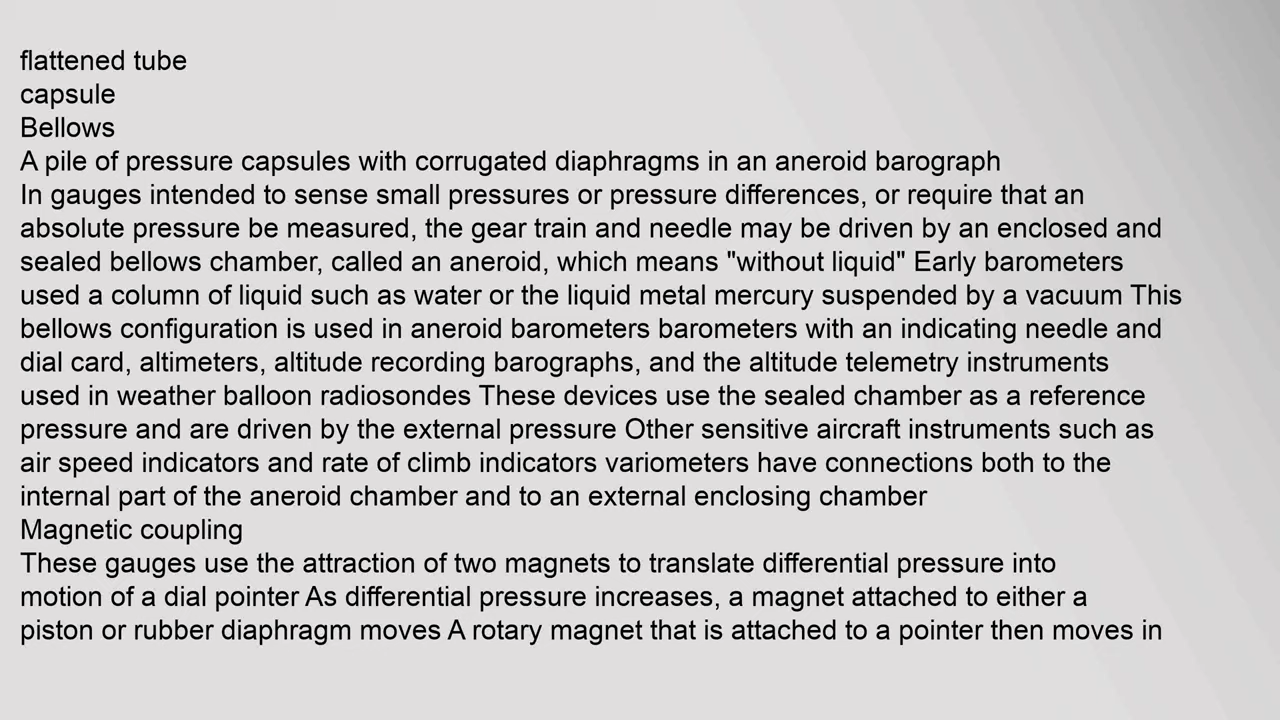 flattened tube
capsule
Bellows
A pile of pressure capsules with corrugated diaphragms in an aneroid barograph
In gauges intended to sense small pressures or pressure differences, or require that an
absolute pressure be measured, the gear train and needle may be driven by an enclosed and
sealed bellows chamber, called an aneroid, which means "without liquid" Early barometers
used a column of liquid such as water or the liquid metal mercury suspended by a vacuum This
bellows configuration is used in aneroid barometers barometers with an indicating needle and
dial card, altimeters, altitude recording barographs, and the altitude telemetry instruments
used in weather balloon radiosondes These devices use the sealed chamber as a reference
pressure and are driven by the external pressure Other sensitive aircraft instruments such as
air speed indicators and rate of climb indicators variometers have connections both to the
internal part of the aneroid chamber and to an external enclosing chamber
Magnetic coupling
These gauges use the attraction of two magnets to translate differential pressure into
motion of a dial pointer As differential pressure increases, a magnet attached to either a
piston or rubber diaphragm moves A rotary magnet that is attached to a pointer then moves in